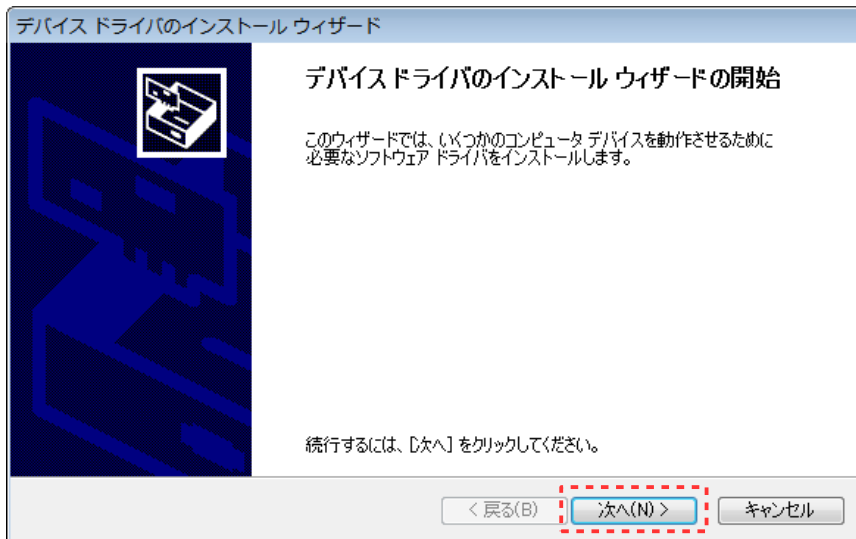 デバイス ドライバのインストール ウィザード
デバイス ドライバのインストール ウィザードの開始
このウィザードでは、いくつかのコンピュータ デバイスを動作させるために
必要なソフトウェア ドライバをインストールします。
続行するには、[次へ] をクリックしてください。
< 戻る(B)
次へ(N) >
キャンセル